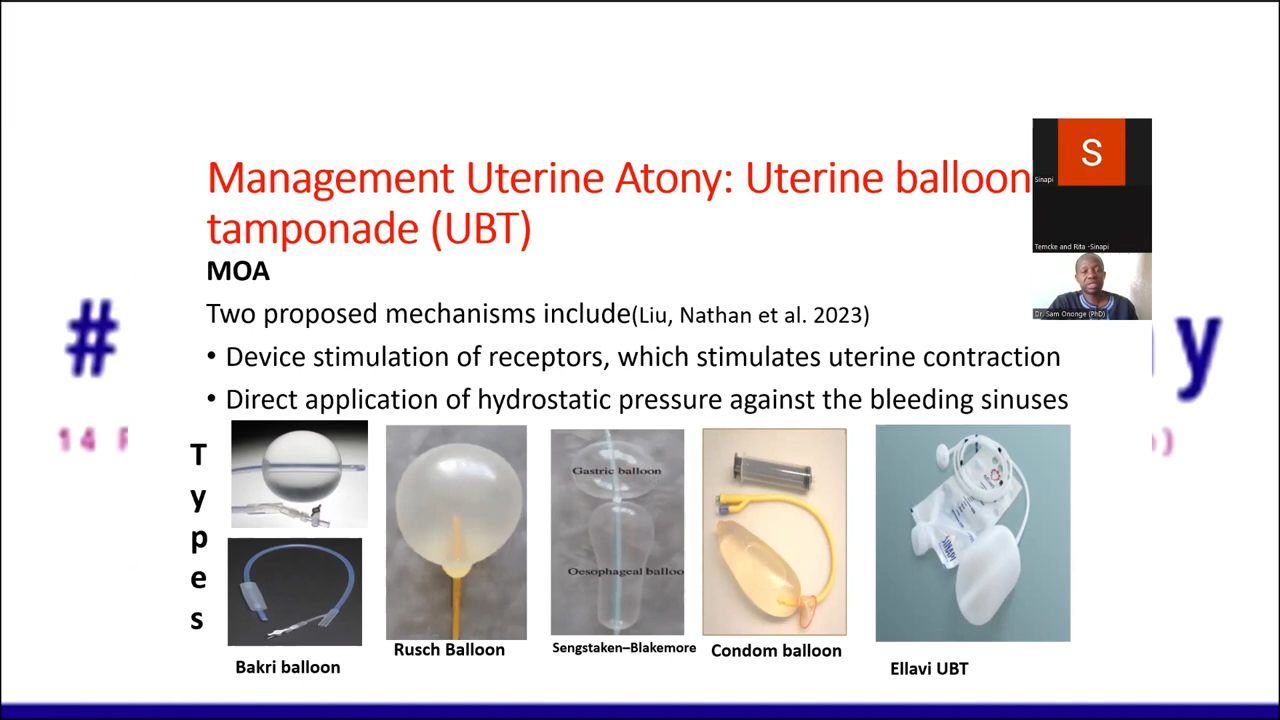 Management Uterine Atony: Uterine balloon
tamponade (UBT)
MOA
Two proposed mechanisms include(Liu, Nathan et al. 2023)
• Device stimulation of receptors, which stimulates uterine contraction
• Direct application of hydrostatic pressure against the bleeding sinuses
S
Sinapi
Temcke and Rita -Sinapi
Dr. Sam Ononge (PhD)
#
y
14 F
)
Types
Gastric balloon
Oesophageal balloo
SINAPI
Bakri balloon
Rusch Balloon
Sengstaken–Blakemore
Condom balloon
Ellavi UBT